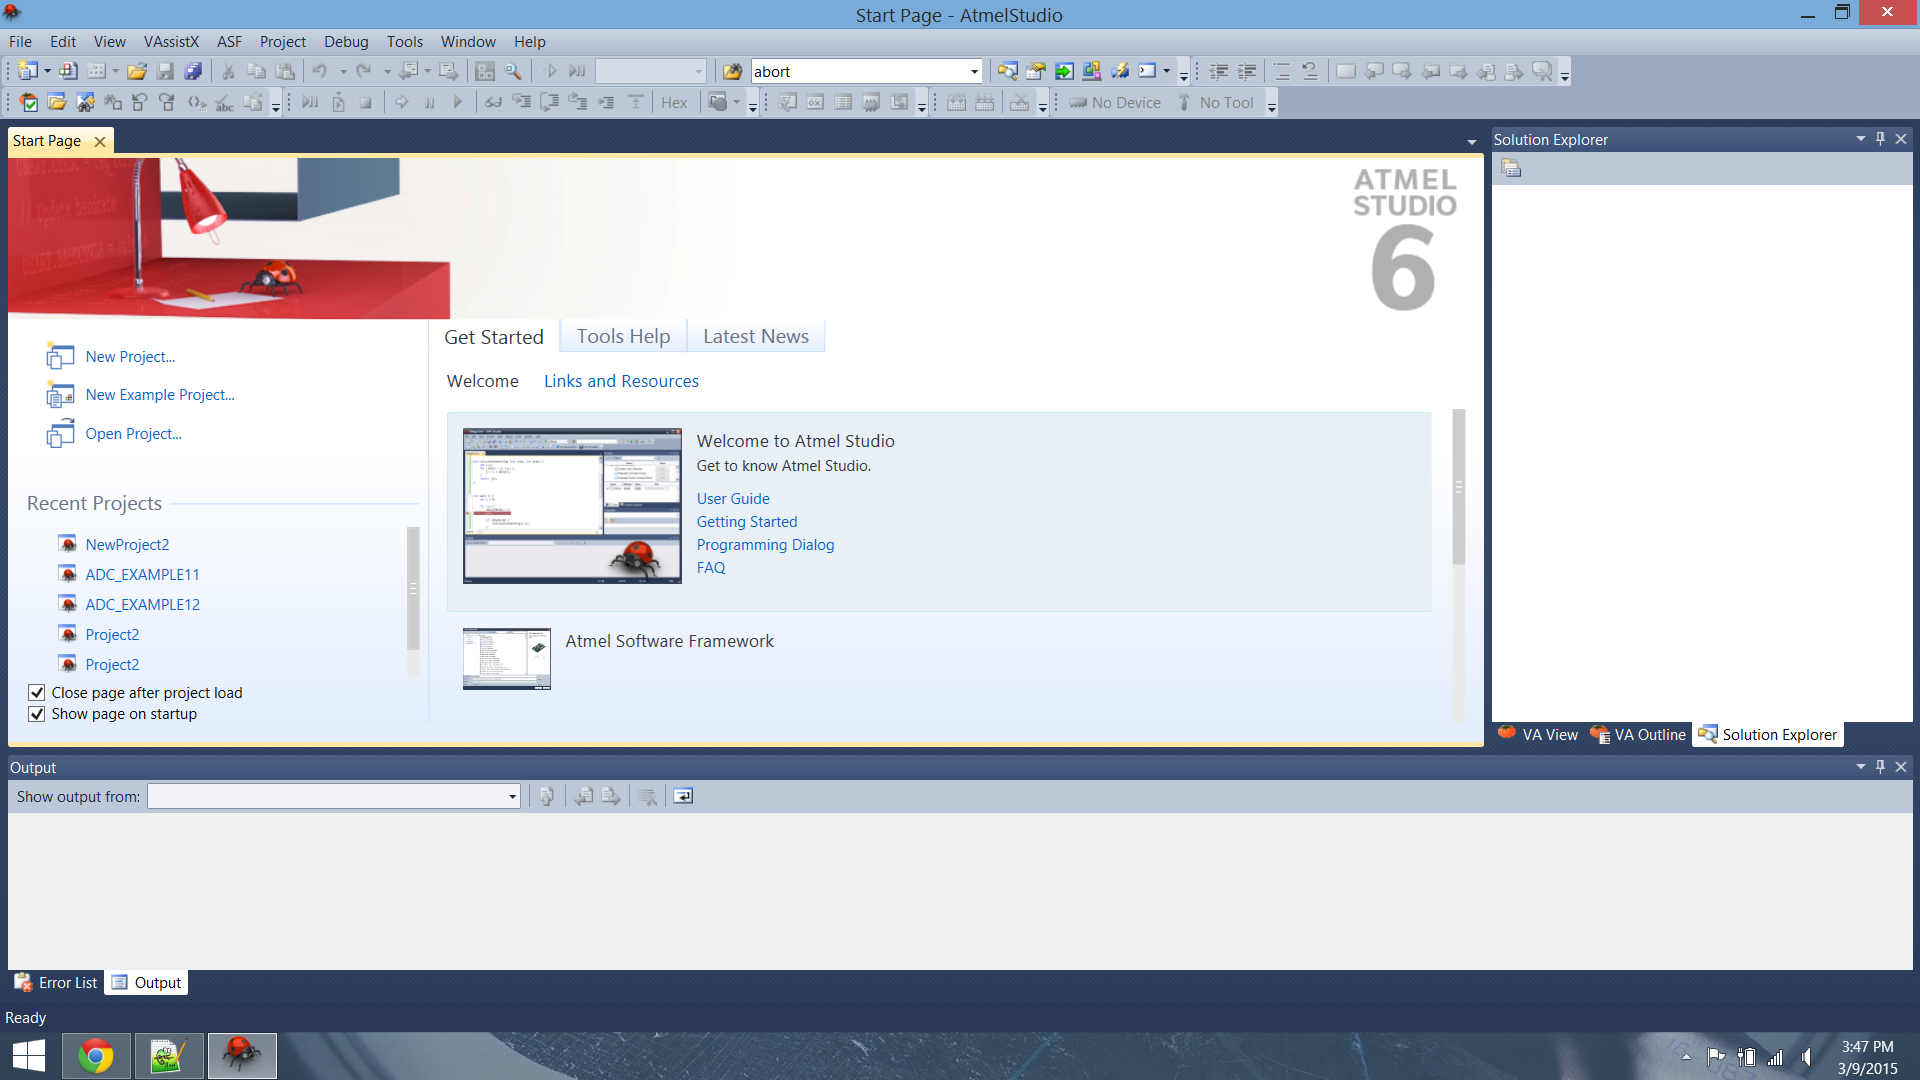 Start Page - AtmelStudio
File Edit View VAssistX ASF Project Debug Tools Window Help
abort
Hex No Device No Tool
Start Page
Solution Explorer
ATMEL
STUDIO
6
New Project...
New Example Project...
Open Project...
Recent Projects
NewProject2
ADC_EXAMPLE11
ADC_EXAMPLE12
Project2
Project2
Close page after project load
Show page on startup
Get Started Tools Help Latest News
Welcome Links and Resources
Welcome to Atmel Studio
Get to know Atmel Studio.
User Guide
Getting Started
Programming Dialog
FAQ
Atmel Software Framework
VA View VA Outline Solution Explorer
Output
Show output from:
Error List Output
Ready
3:47 PM
3/9/2015